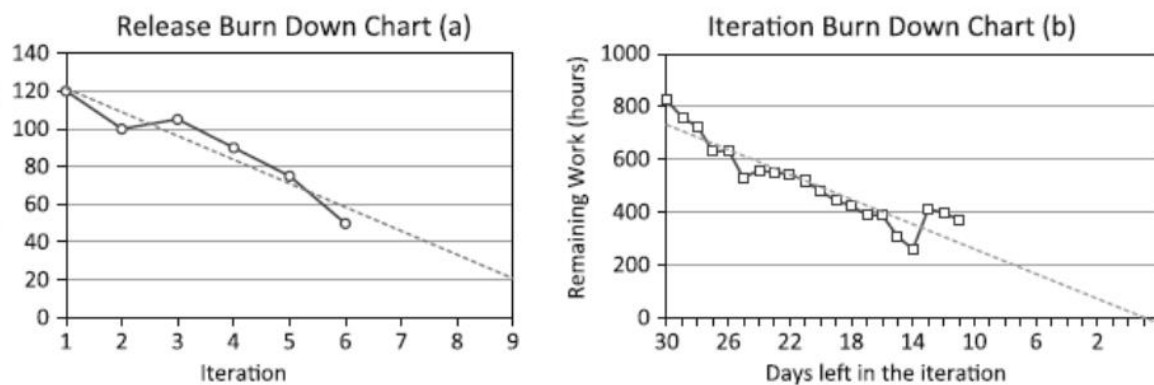 Release Burn Down Chart (a)
140
120
100
80
60
40
20
0
1 2 3 4 5 6 7 8 9
Iteration
Iteration Burn Down Chart (b)
Remaining Work (hours)
1000
800
600
400
200
0
30 26 22 18 14 10 6 2
Days left in the iteration